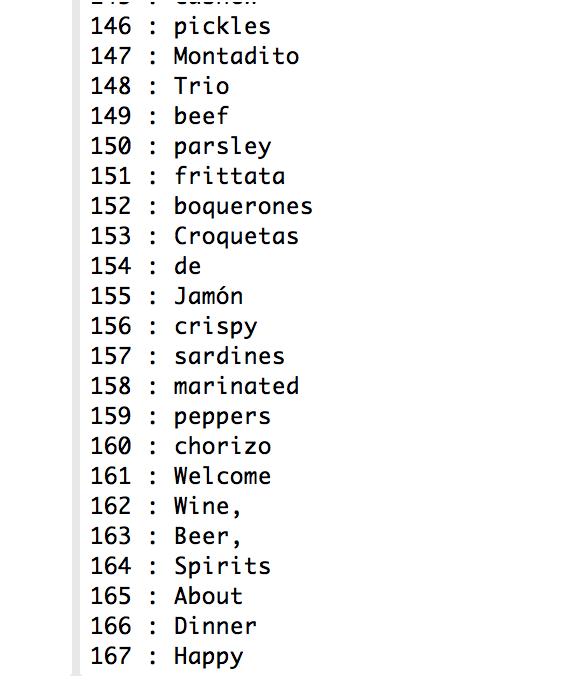 146 : pickles
147 : Montadito
148 : Trio
149 : beef
150 : parsley
151 : frittata
152 : boquerones
153 : Croquetas
154 : de
155 : Jamón
156 : crispy
157 : sardines
158 : marinated
159 : peppers
160 : chorizo
161 : Welcome
162 : Wine,
163 : Beer,
164 : Spirits
165 : About
166 : Dinner
167 : Happy